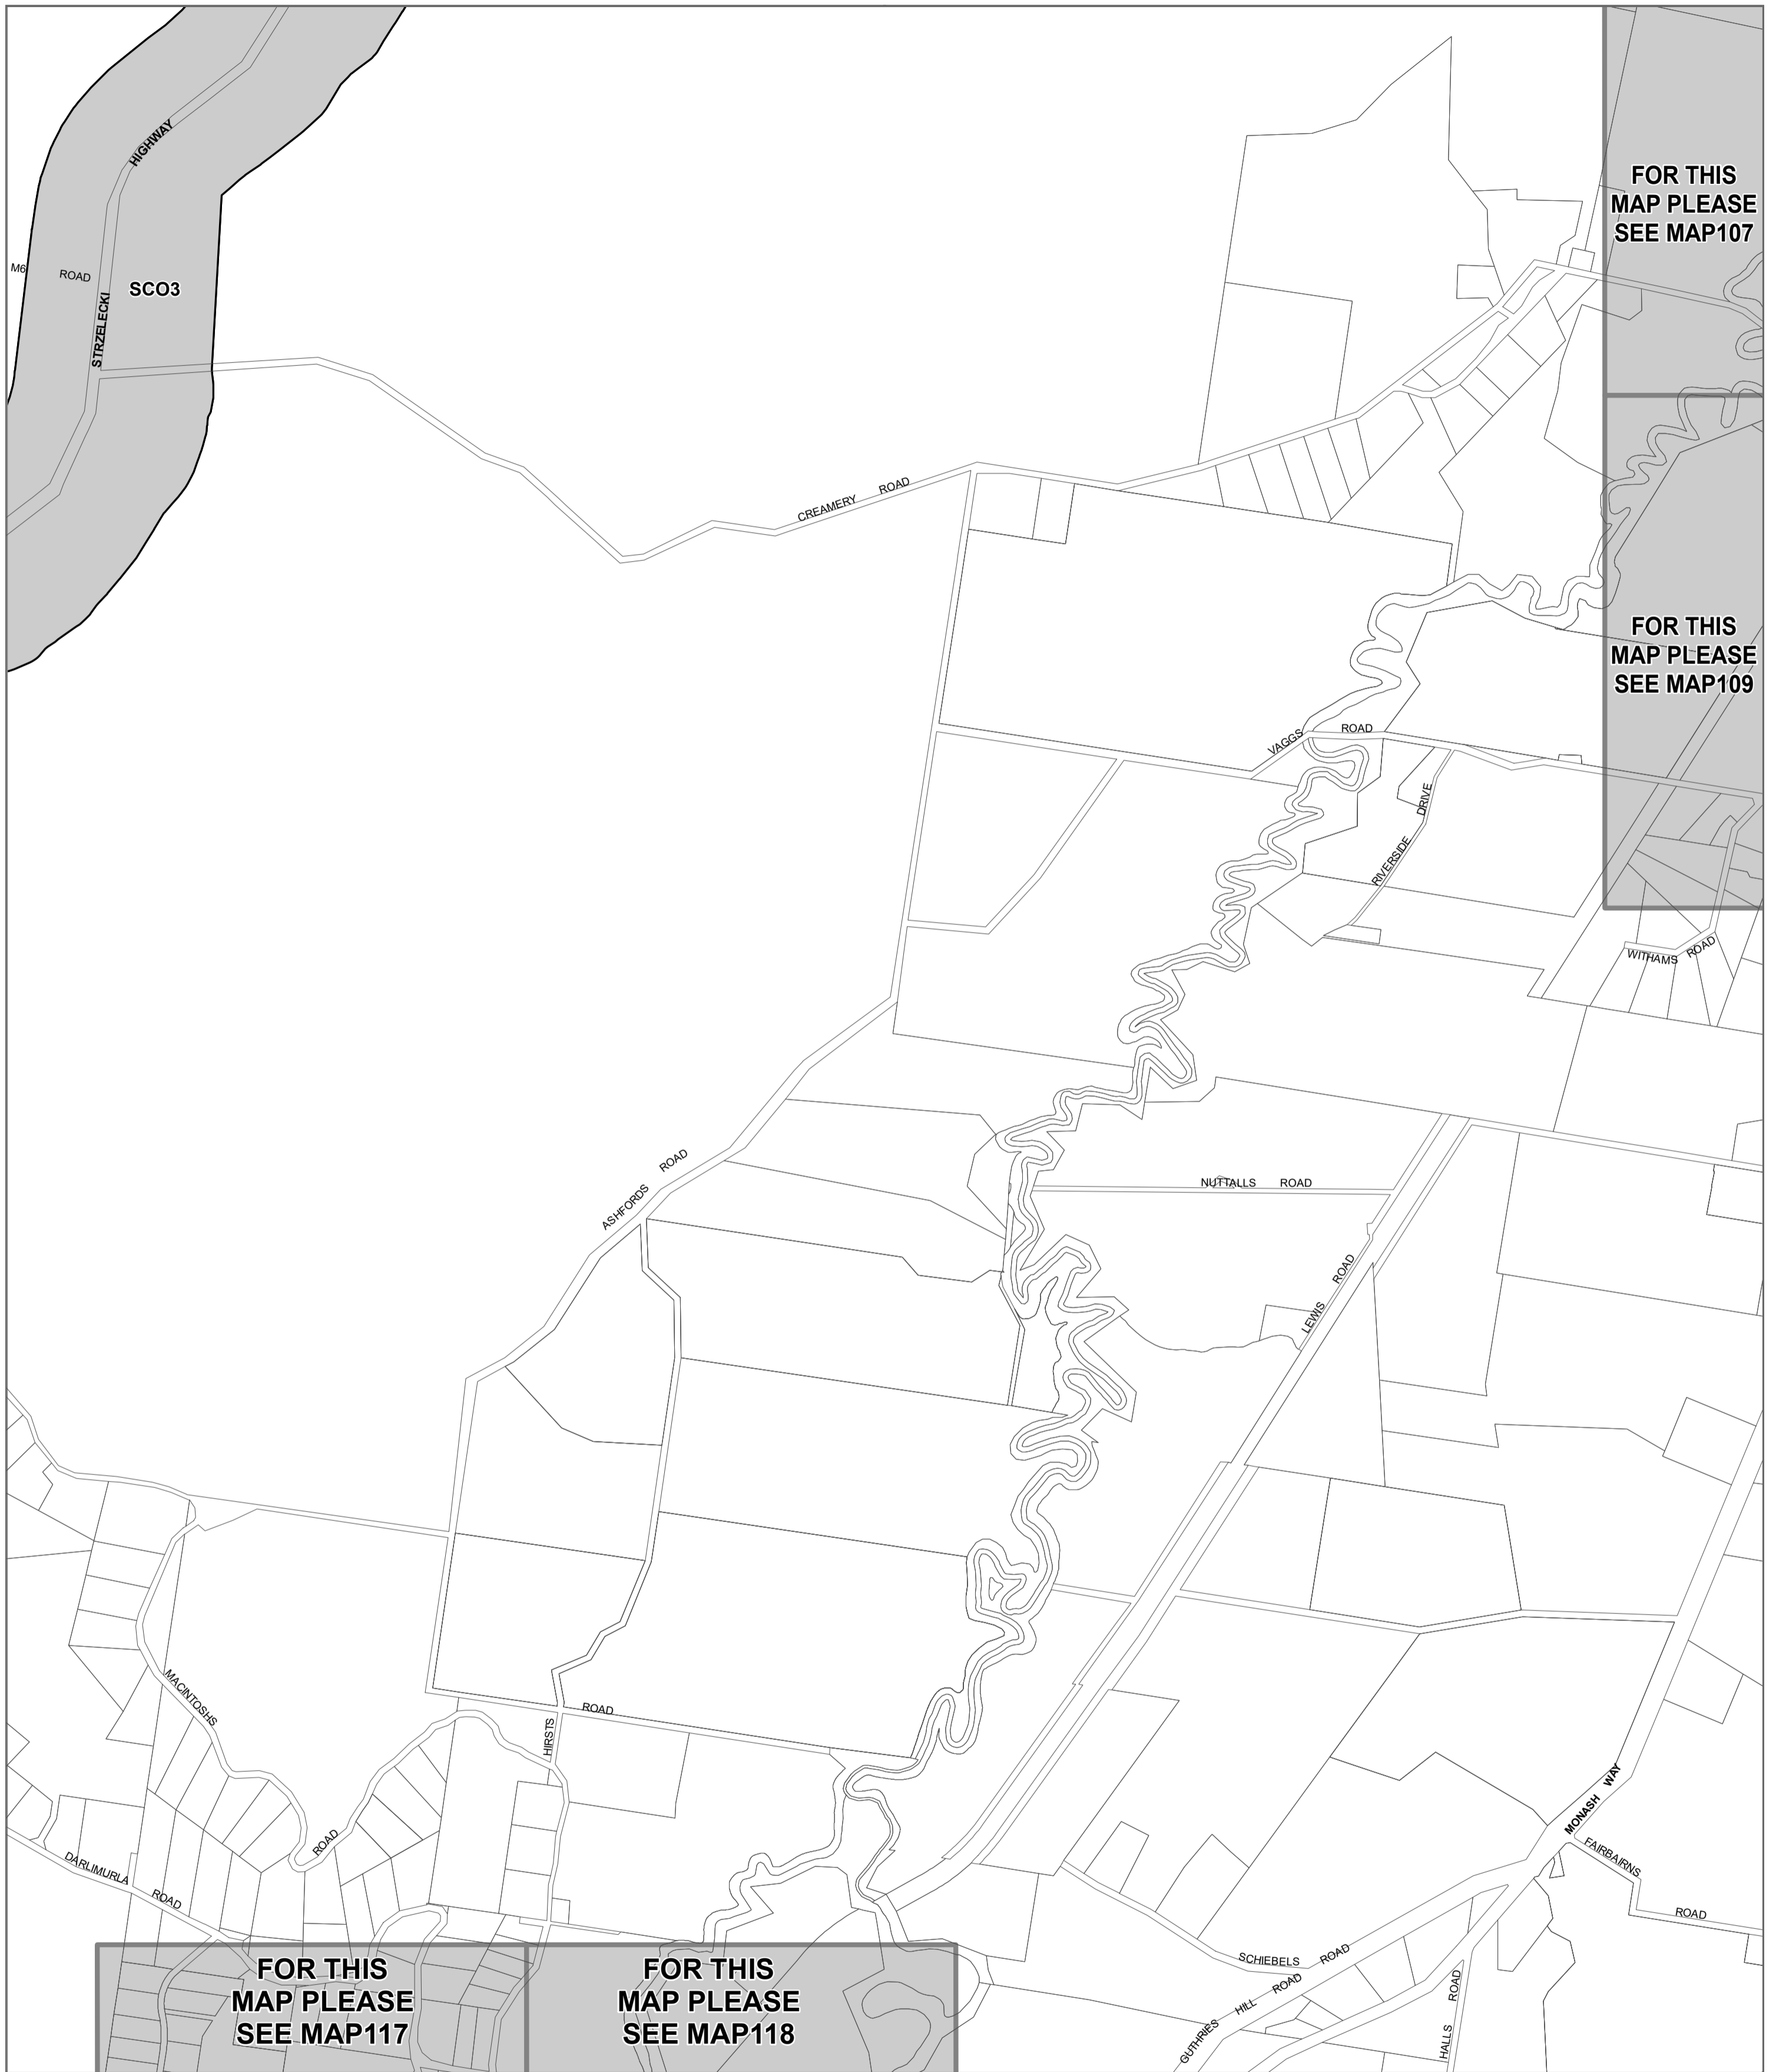 HIGHWAY
FOR THIS
MAP PLEASE
SEE MAP107
M6
ROAD
SCO3
STRZELECKI
CREAMERY ROAD
FOR THIS
MAP PLEASE
SEE MAP109
VAGGS ROAD
RIVERSIDE DRIVE
WITHAMS ROAD
ASHFORDS ROAD
NUTTALLS ROAD
LEWIS ROAD
MACINTOSHS
ROAD
HIRSTS
ROAD
MONASH WAY
FAIRBAIRNS
ROAD
DARLIMURLA ROAD
SCHIEBELS ROAD
GUTHRIES HILL ROAD
HALLS ROAD
FOR THIS
MAP PLEASE
SEE MAP117
FOR THIS
MAP PLEASE
SEE MAP118